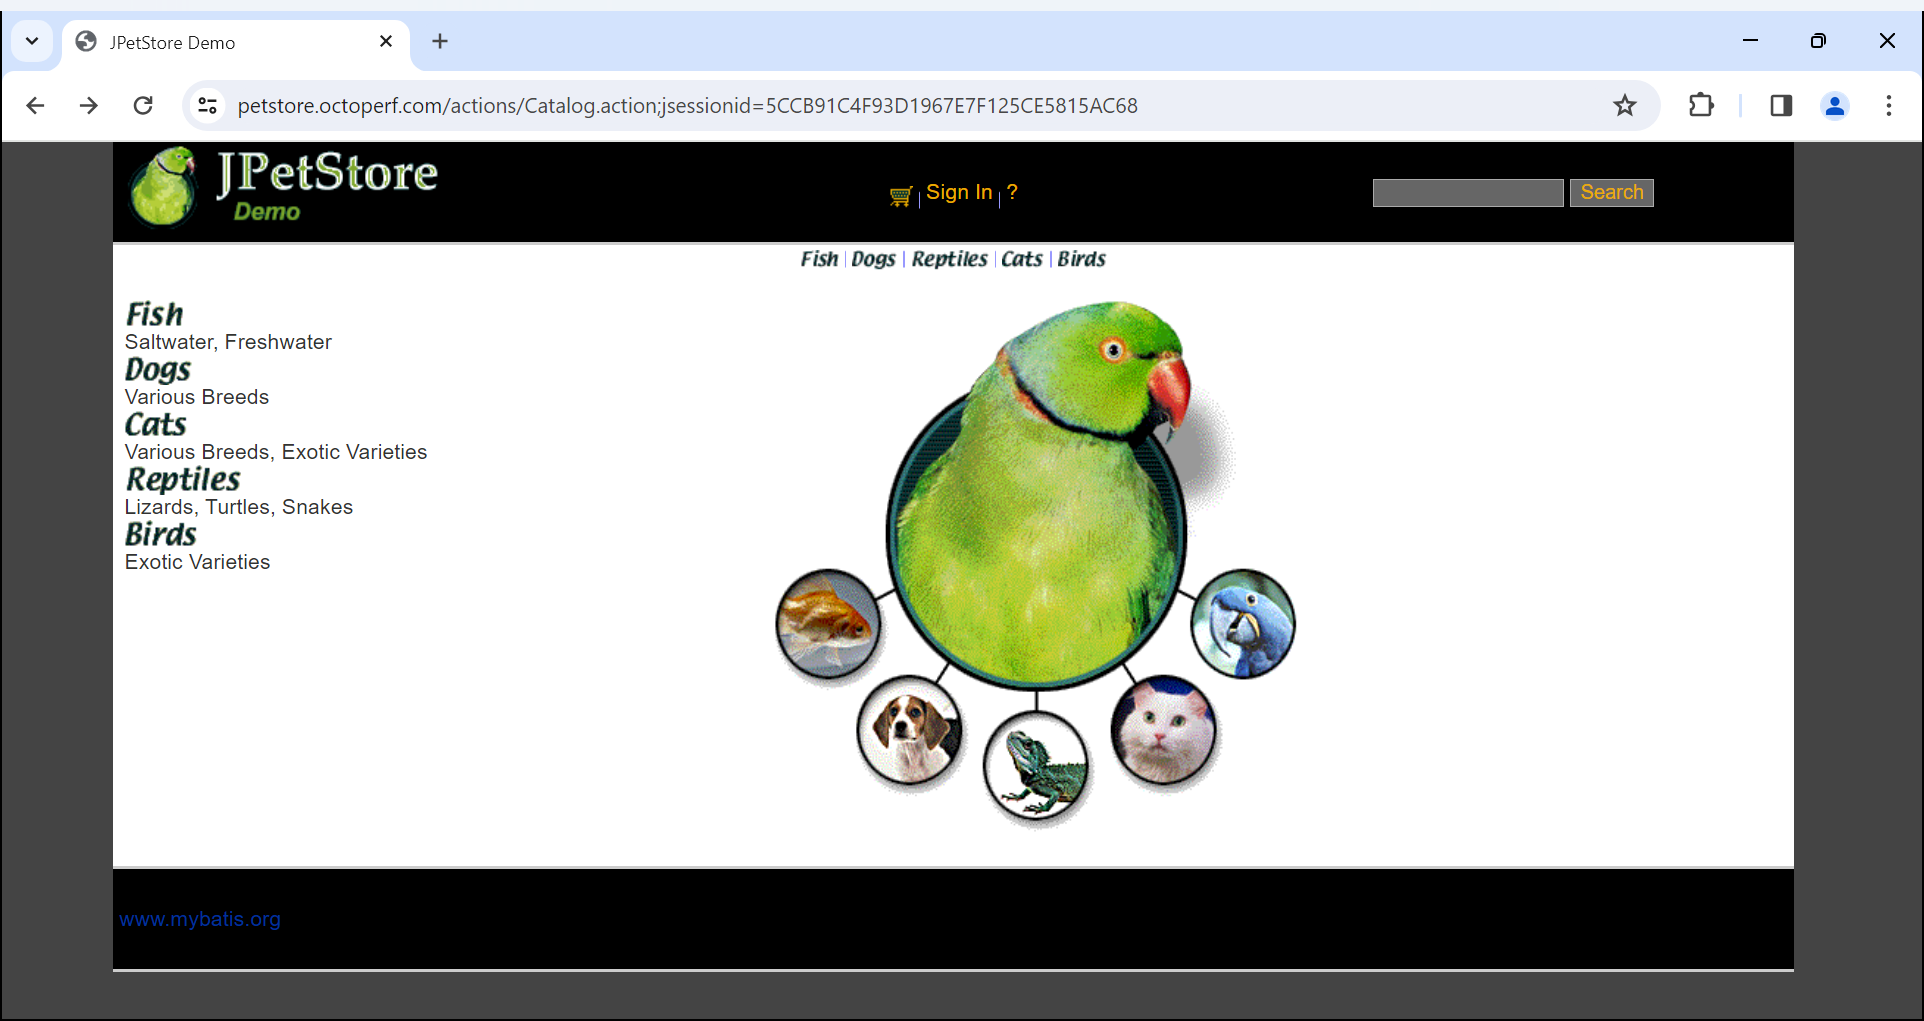 JPetStore Demo
petstore.octoperf.com/actions/Catalog.action;jsessionid=5CCB91C4F93D1967E7F125CE5815AC68
JPetStore
Demo
Sign In | ?
Search
Fish | Dogs | Reptiles | Cats | Birds
Fish
Saltwater, Freshwater
Dogs
Various Breeds
Cats
Various Breeds, Exotic Varieties
Reptiles
Lizards, Turtles, Snakes
Birds
Exotic Varieties
www.mybatis.org